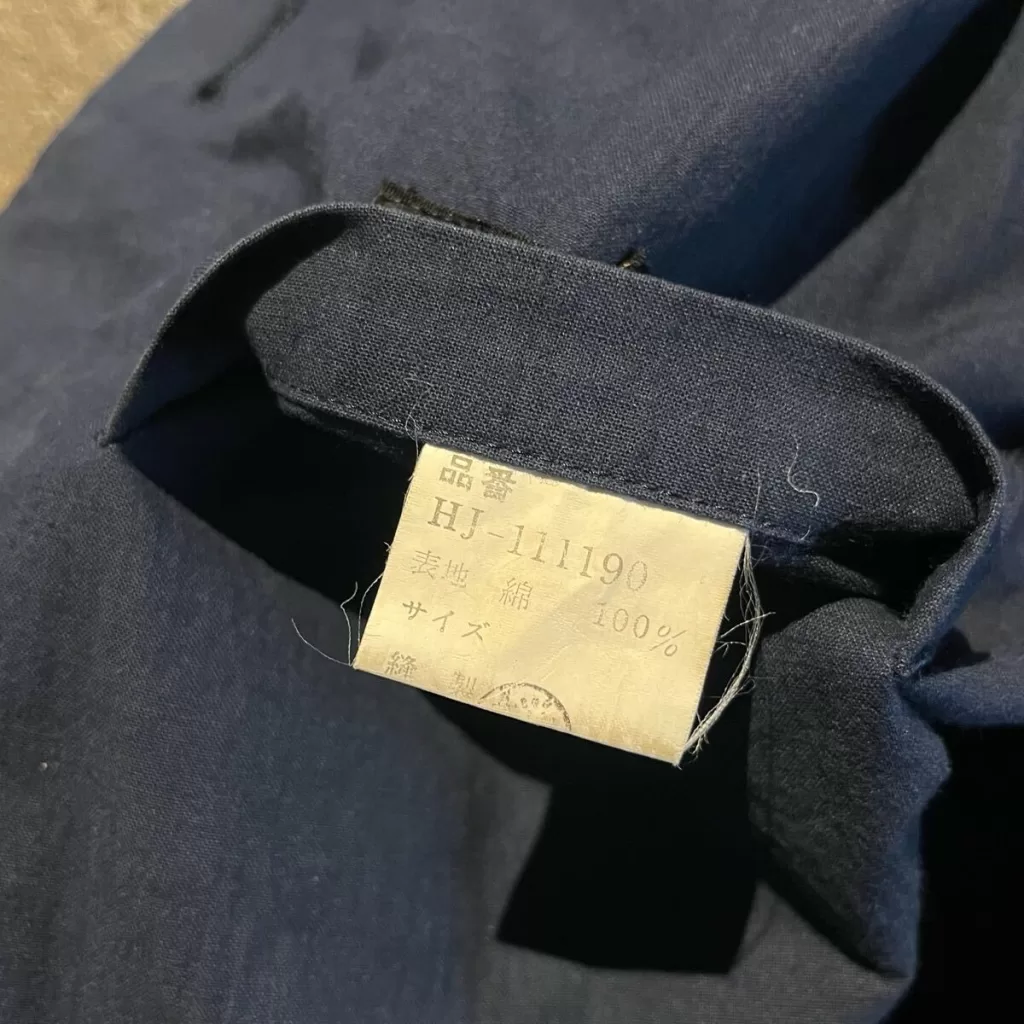 品番
HJ-111190
表地 綿 100%
サイズ
縫 製